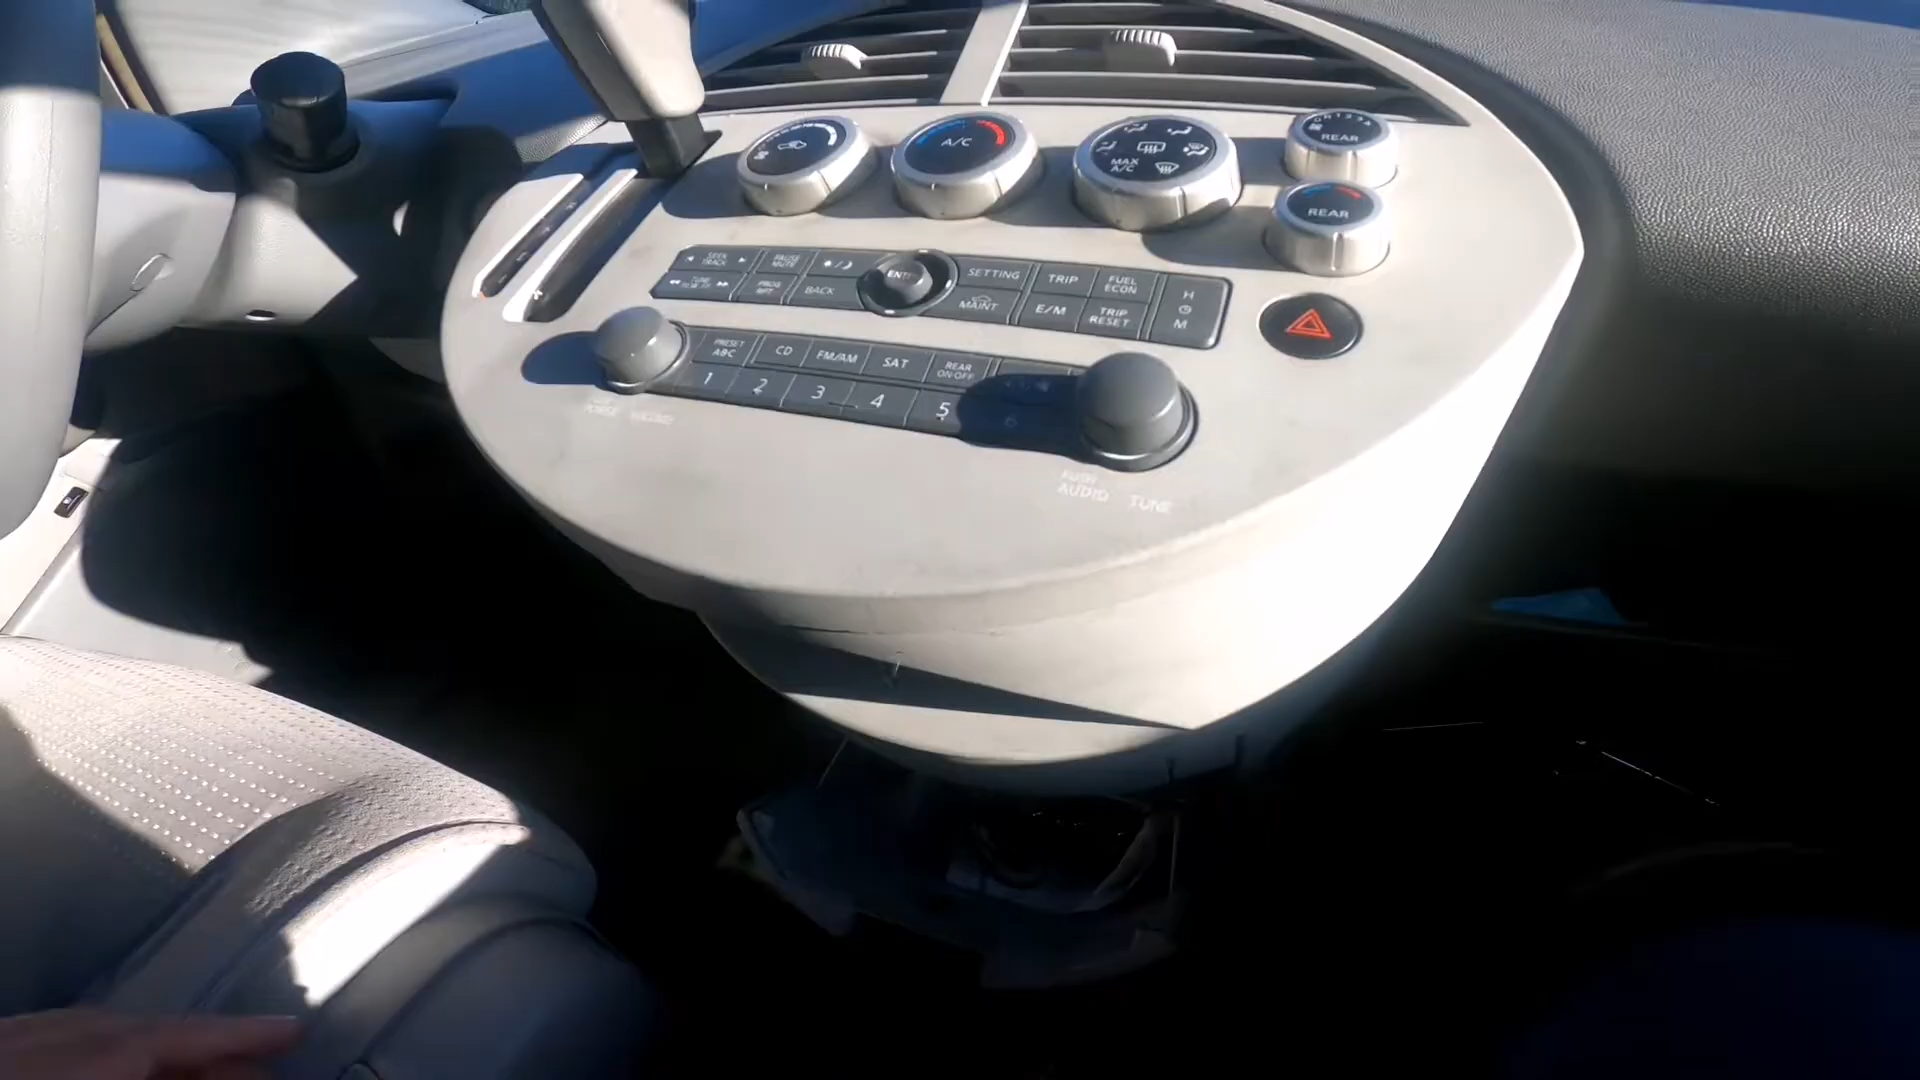 A/C
MAX
A/C
REAR
REAR
SEEK
TRACK
PAUSE
MUTE
PROG
RPT
BACK
ENTER
SETTING
MAINT
TRIP
FUEL
ECON
E/M
TRIP
RESET
H
M
PRESET
ABC
CD
FM/AM
SAT
REAR
ON·OFF
1
2
3
4
5
PUSH
AUDIO TUNE